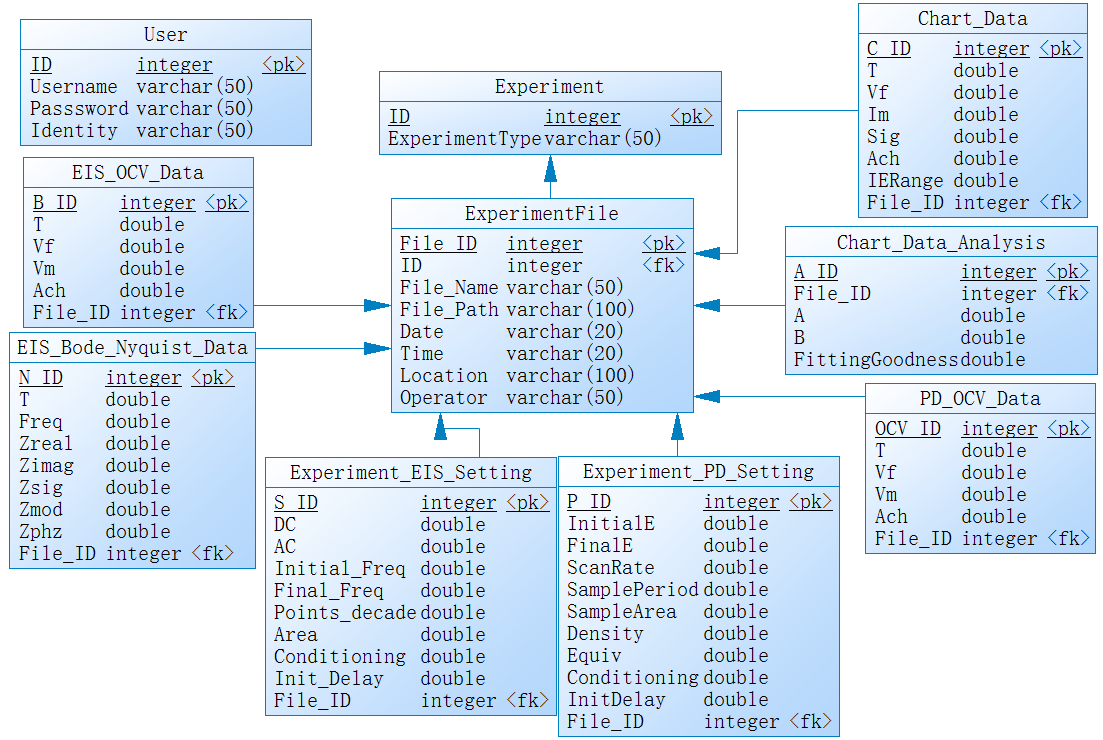 User
ID integer <pk>
Username varchar(50)
Passsword varchar(50)
Identity varchar(50)
EIS_OCV_Data
B_ID integer <pk>
T double
Vf double
Vm double
Ach double
File_ID integer <fk>
EIS_Bode_Nyquist_Data
N_ID integer <pk>
T double
Freq double
Zreal double
Zimag double
Zsig double
Zmod double
Zphz double
File_ID integer <fk>
Experiment
ID integer <pk>
ExperimentType varchar(50)
ExperimentFile
File_ID integer <pk>
ID integer <fk>
File_Name varchar(50)
File_Path varchar(100)
Date varchar(20)
Time varchar(20)
Location varchar(100)
Operator varchar(50)
Experiment_EIS_Setting
S_ID integer <pk>
DC double
AC double
Initial_Freq double
Final_Freq double
Points_decade double
Area double
Conditioning double
Init_Delay double
File_ID integer <fk>
Experiment_PD_Setting
P_ID integer <pk>
InitialE double
FinalE double
ScanRate double
SamplePeriod double
SampleArea double
Density double
Equiv double
Conditioning double
InitDelay double
File_ID integer <fk>
Chart_Data
C_ID integer <pk>
T double
Vf double
Im double
Sig double
Ach double
IERange double
File_ID integer <fk>
Chart_Data_Analysis
A_ID integer <pk>
File_ID integer <fk>
A double
B double
FittingGoodness double
PD_OCV_Data
OCV_ID integer <pk>
T double
Vf double
Vm double
Ach double
File_ID integer <fk>